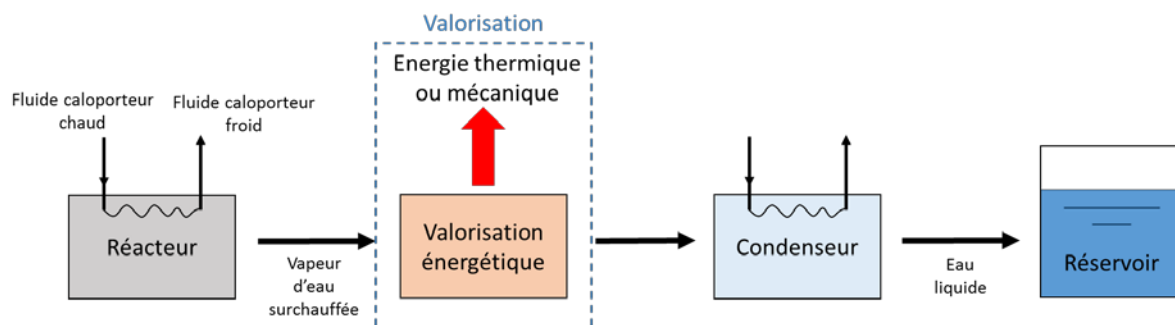 Valorisation
Energie thermique
ou mécanique
Fluide caloporteur
chaud
Fluide caloporteur
froid
Réacteur
Vapeur
d'eau
surchauffée
Valorisation
énergétique
Condenseur
Eau
liquide
Réservoir